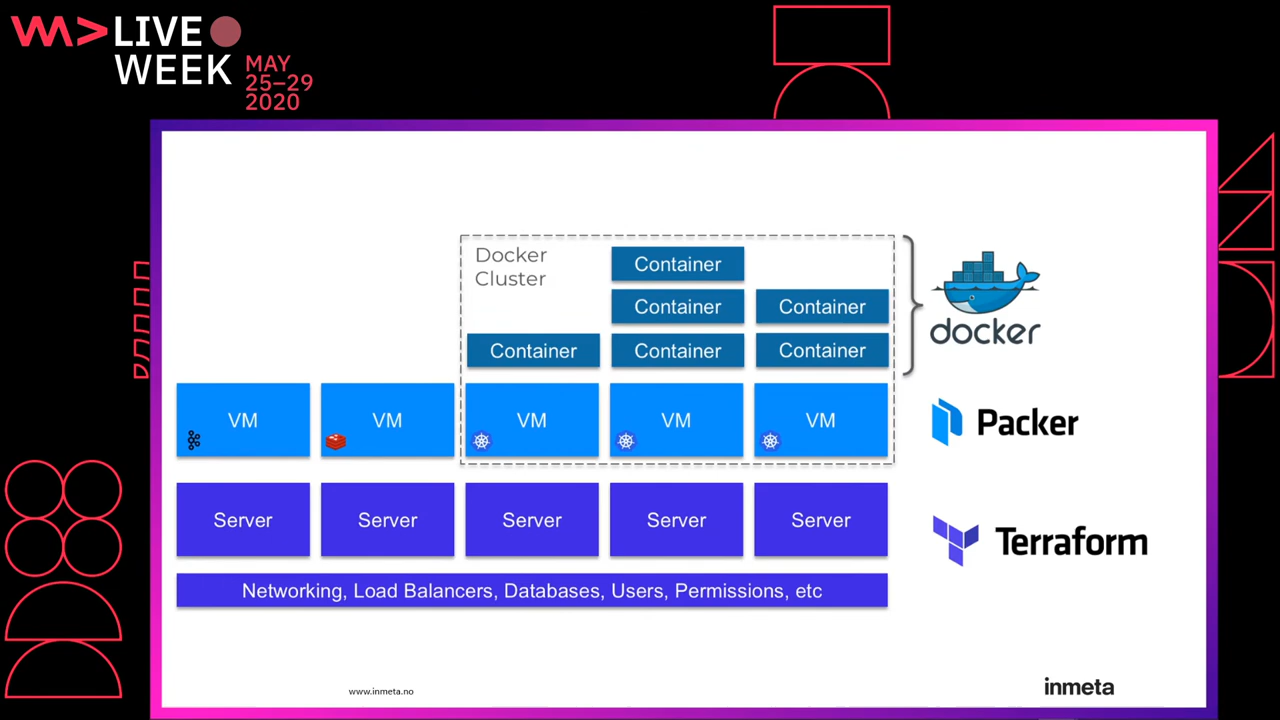 LIVE
WEEK
MAY
25–29
2020
Docker
Cluster
Container
Container
Container
Container
Container
Container
docker
VM
VM
VM
VM
VM
Packer
Server
Server
Server
Server
Server
Terraform
Networking, Load Balancers, Databases, Users, Permissions, etc
www.inmeta.no
inmeta